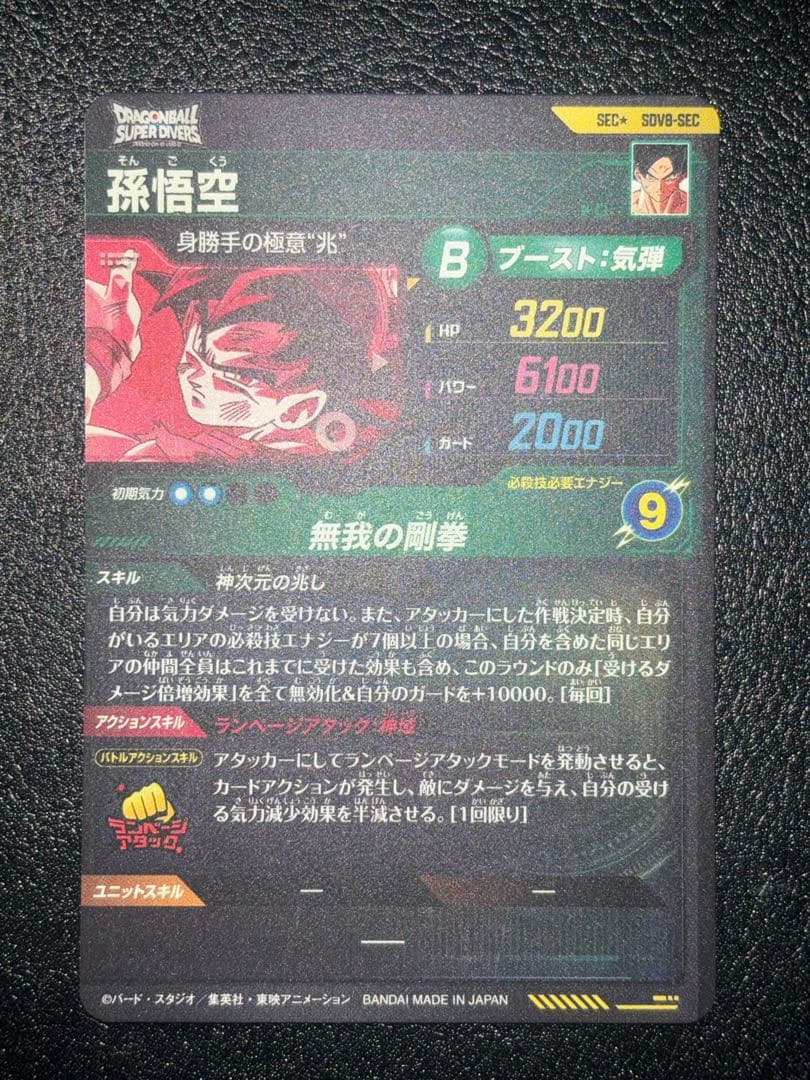 DRAGONBALL
SUPER DIVERS
SEC★ SDV8-SEC
そん ご くう
孫悟空
身勝手の極意“兆”
B ブースト:気弾
HP 3200
パワー 6100
ガード 2000
初期気力
必殺技必要エナジー
9
む が ごう けん
無我の剛拳
スキル
しん じ げん きざ
神次元の兆し
自分は気力ダメージを受けない。また、アタッカーにした作戦決定時、自分
がいるエリアの必殺技エナジーが7個以上の場合、自分を含めた同じエリ
アの仲間全員はこれまでに受けた効果も含め、このラウンドのみ「受けるダ
メージ倍増効果」を全て無効化&自分のガードを+10000。[毎回]
アクションスキル
ランページアタック:神域
バトルアクションスキル
アタッカーにしてランページアタックモードを発動させると、
カードアクションが発生し、敵にダメージを与え、自分の受け
る気力減少効果を半減させる。[1回限り]
ランページ
アタック
ユニットスキル
―
―
―
©バード・スタジオ/集英社・東映アニメーション BANDAI MADE IN JAPAN